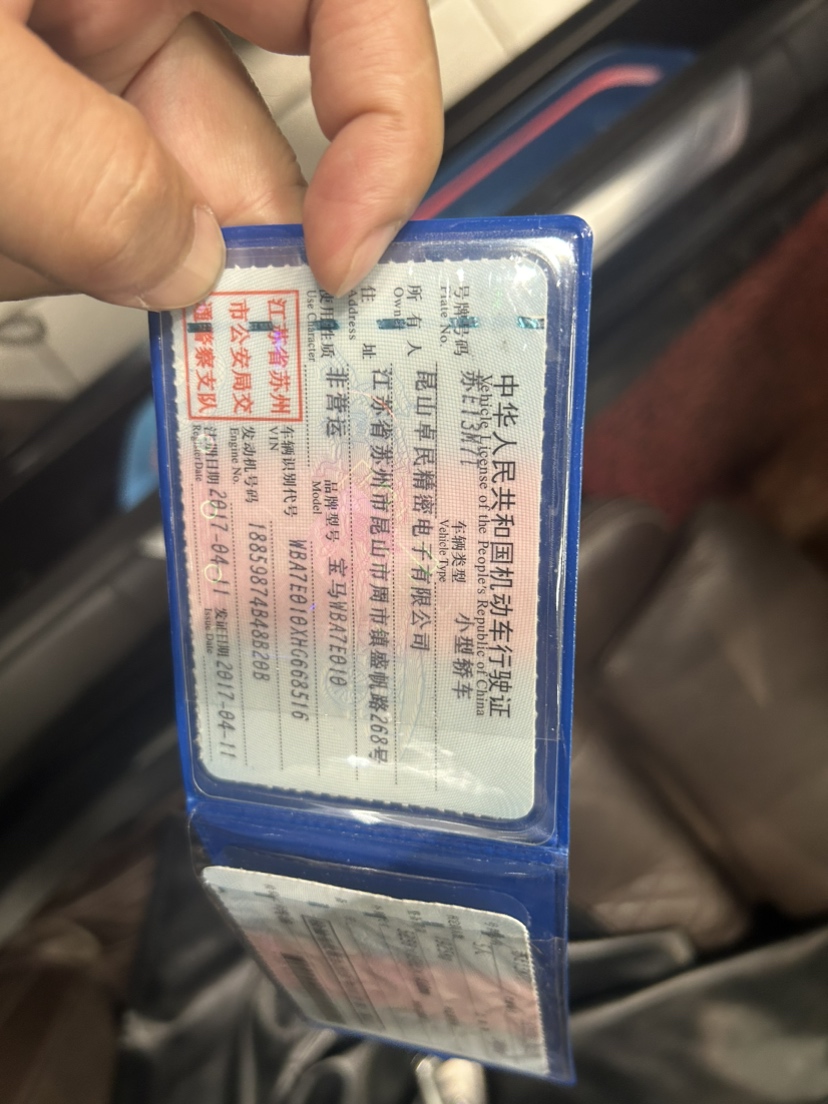 中华人民共和国机动车行驶证
Vehicle License of the People's Republic of China
号牌号码 苏E13M71 车辆类型 小型轿车
Plate No. Vehicle Type
所有人 昆山卓民精密电子有限公司
Owner
住址 江苏省苏州市昆山市周市镇盛帆路268号
Address
使用性质 非营运 品牌型号 宝马WBA7E010
Use Character Model
江苏省苏州
市公安局交
通警察支队
车辆识别代号 WBA7E010XHG668516
VIN
发动机号码 18859874B48B20B
Engine No.
注册日期 2017-04-11 发证日期 2017-04-11
Register Date Issue Date